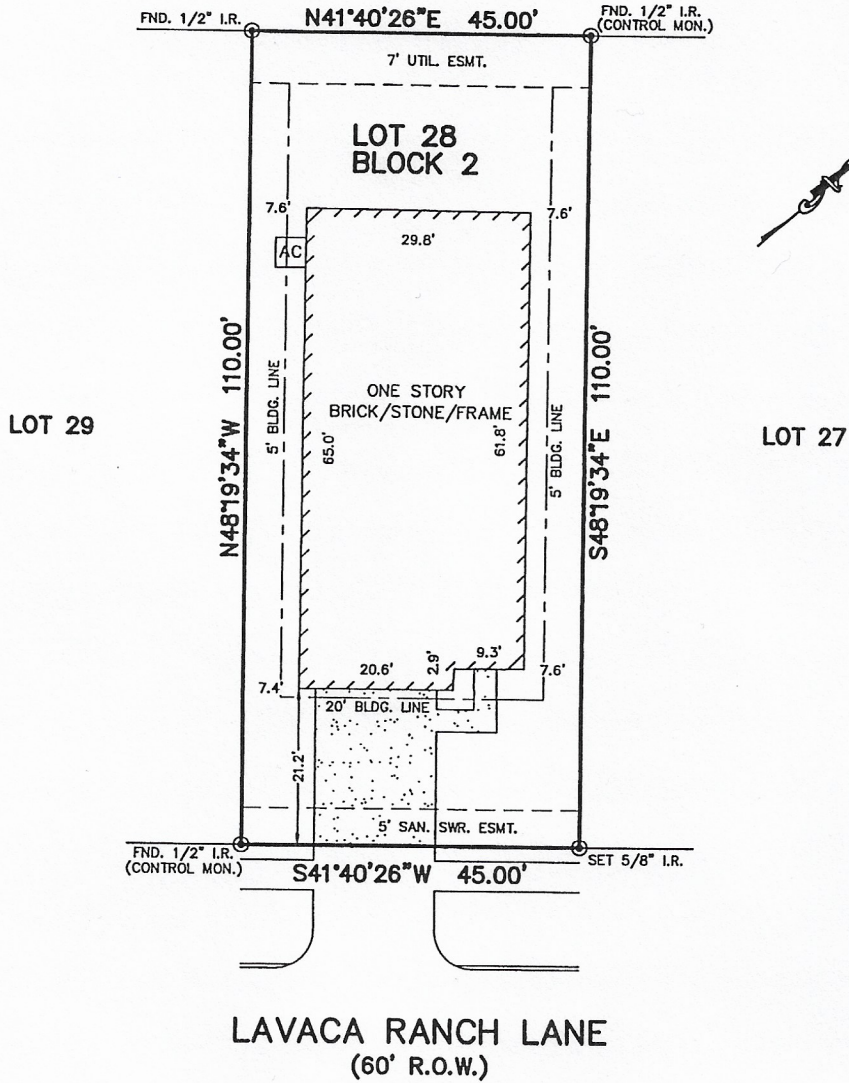 N41°40'26"E 45.00'
FND. 1/2" I.R.
FND. 1/2" I.R.
(CONTROL MON.)
7' UTIL. ESMT.
LOT 28
BLOCK 2
7.6'
7.6'
29.8'
AC
N48°19'34"W 110.00'
5' BLDG. LINE
65.0'
ONE STORY
BRICK/STONE/FRAME
61.8'
5' BLDG. LINE
S48°19'34"E 110.00'
LOT 29
LOT 27
20.6'
2.9'
9.3'
7.4'
7.6'
20' BLDG. LINE
21.2'
5' SAN. SWR. ESMT.
FND. 1/2" I.R.
(CONTROL MON.)
SET 5/8" I.R.
S41°40'26"W 45.00'
LAVACA RANCH LANE
(60' R.O.W.)